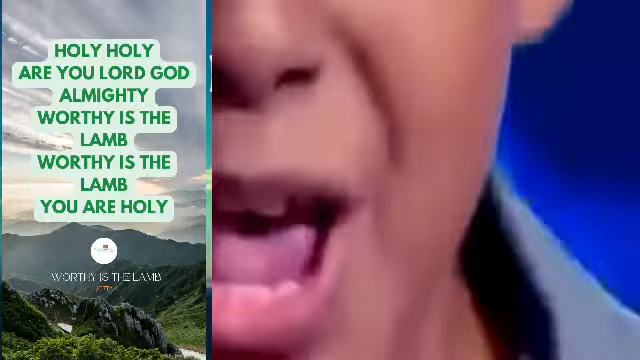 HOLY HOLY
ARE YOU LORD GOD
ALMIGHTY
WORTHY IS THE
LAMB
WORTHY IS THE
LAMB
YOU ARE HOLY
WORTHY IS THE LAMB